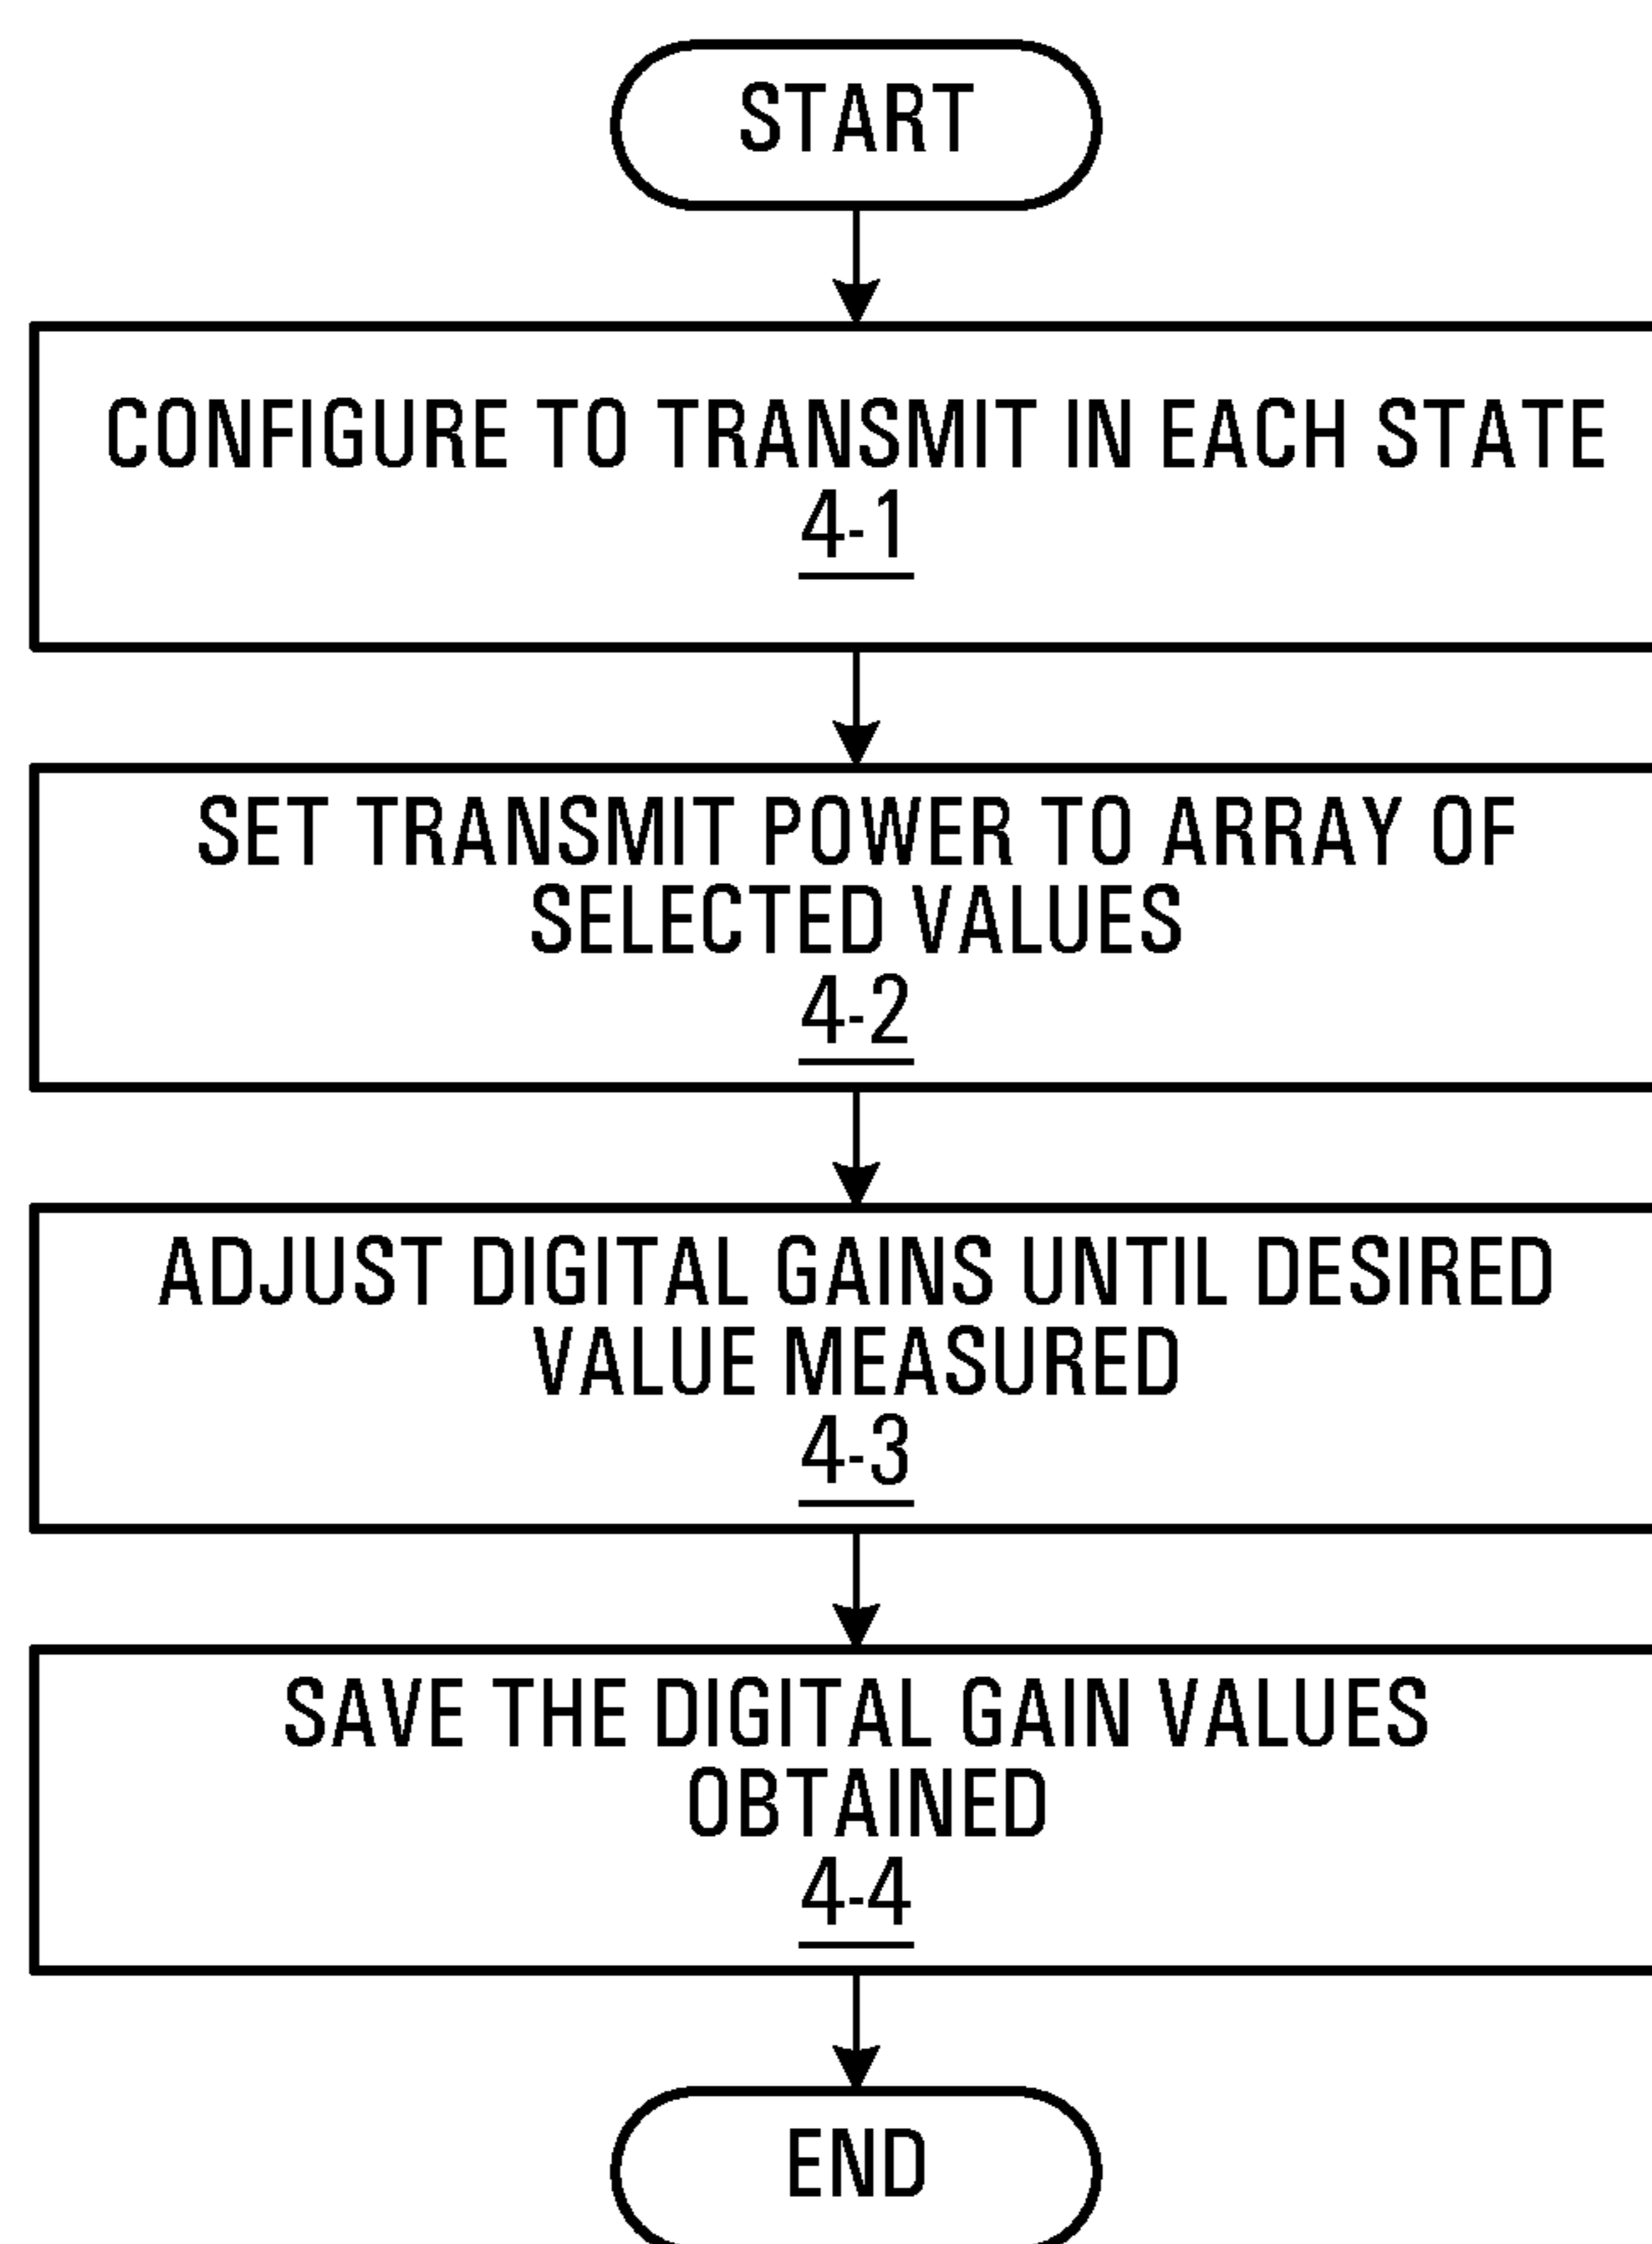 START
CONFIGURE TO TRANSMIT IN EACH STATE
4-1
SET TRANSMIT POWER TO ARRAY OF
SELECTED VALUES
4-2
ADJUST DIGITAL GAINS UNTIL DESIRED
VALUE MEASURED
4-3
SAVE THE DIGITAL GAIN VALUES
OBTAINED
4-4
END